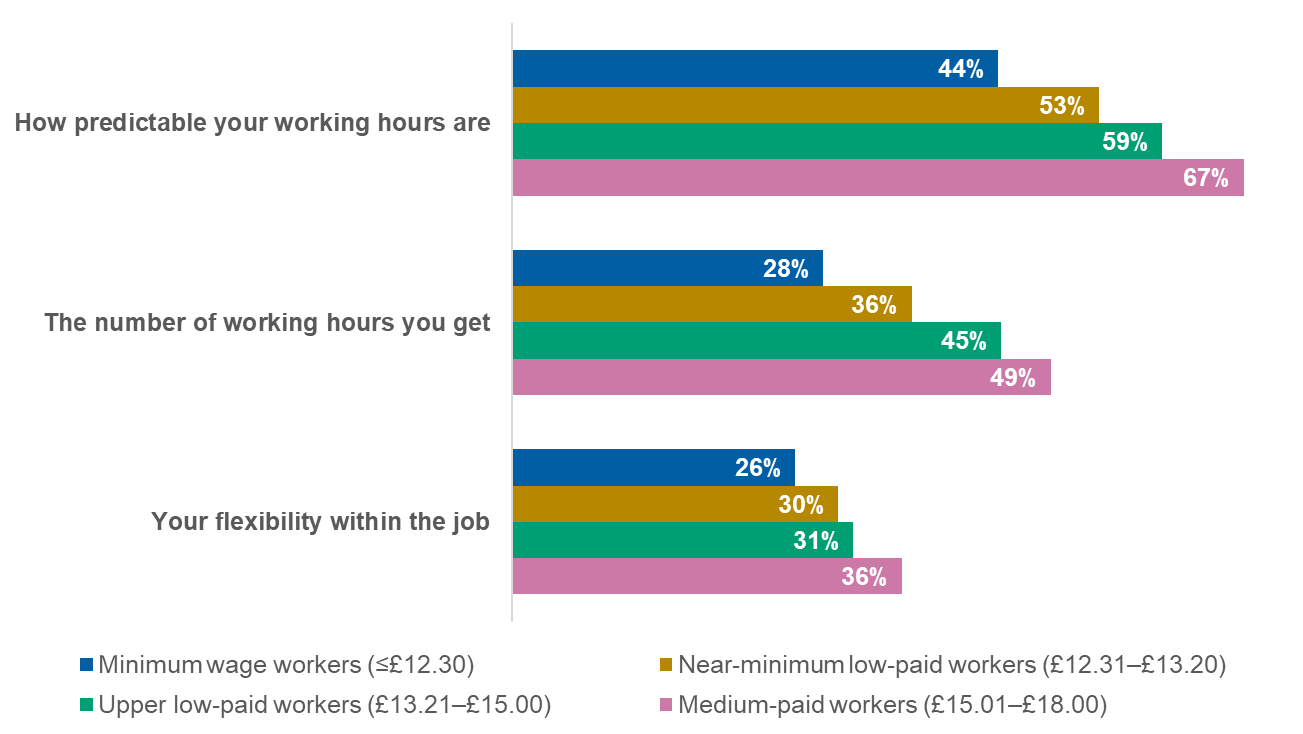 How predictable your working hours are
44%
53%
59%
67%
The number of working hours you get
28%
36%
45%
49%
Your flexibility within the job
26%
30%
31%
36%
Minimum wage workers (≤£12.30)
Near-minimum low-paid workers (£12.31–£13.20)
Upper low-paid workers (£13.21–£15.00)
Medium-paid workers (£15.01–£18.00)